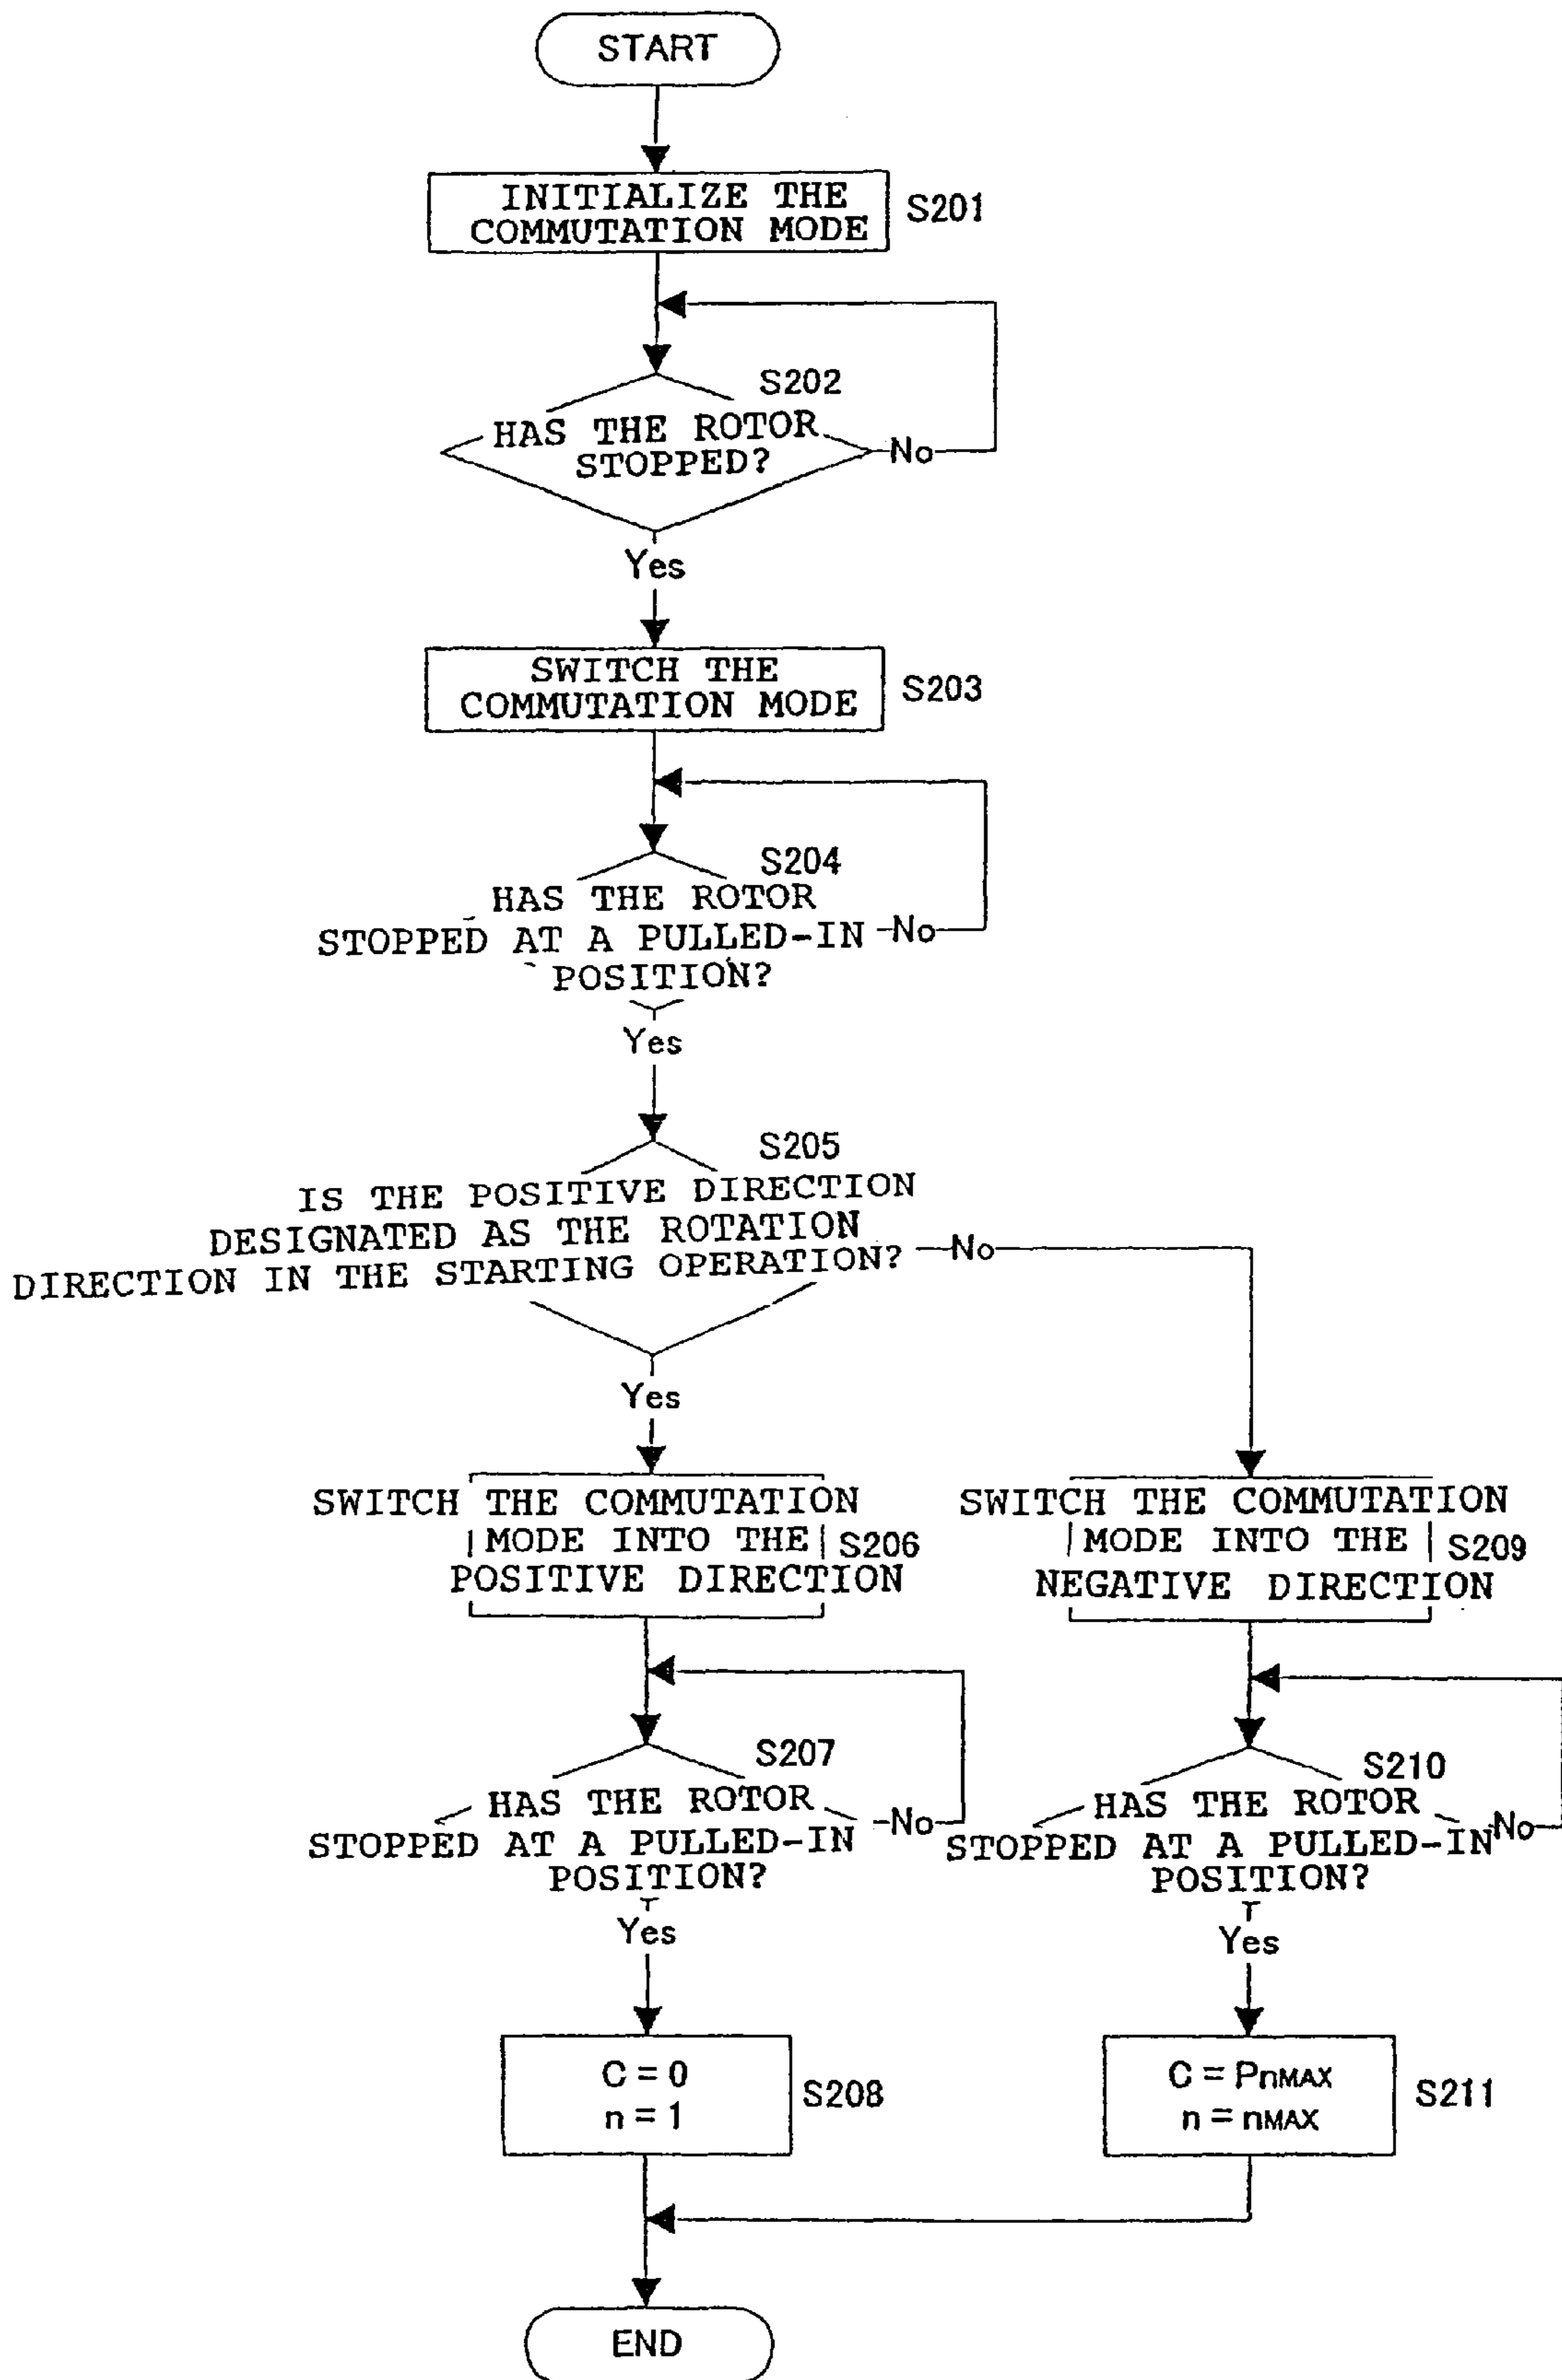 START
INITIALIZE THE
COMMUTATION MODE
S201
S202
HAS THE ROTOR
STOPPED?
No
Yes
SWITCH THE
COMMUTATION MODE
S203
S204
HAS THE ROTOR
STOPPED AT A PULLED-IN
POSITION?
No
Yes
S205
IS THE POSITIVE DIRECTION
DESIGNATED AS THE ROTATION
DIRECTION IN THE STARTING OPERATION?
No
Yes
SWITCH THE COMMUTATION
MODE INTO THE
POSITIVE DIRECTION
S206
SWITCH THE COMMUTATION
MODE INTO THE
NEGATIVE DIRECTION
S209
S207
HAS THE ROTOR
STOPPED AT A PULLED-IN
POSITION?
No
Yes
S210
HAS THE ROTOR
STOPPED AT A PULLED-IN
POSITION?
No
Yes
C = 0
n = 1
S208
C = PnMAX
n = nMAX
S211
END